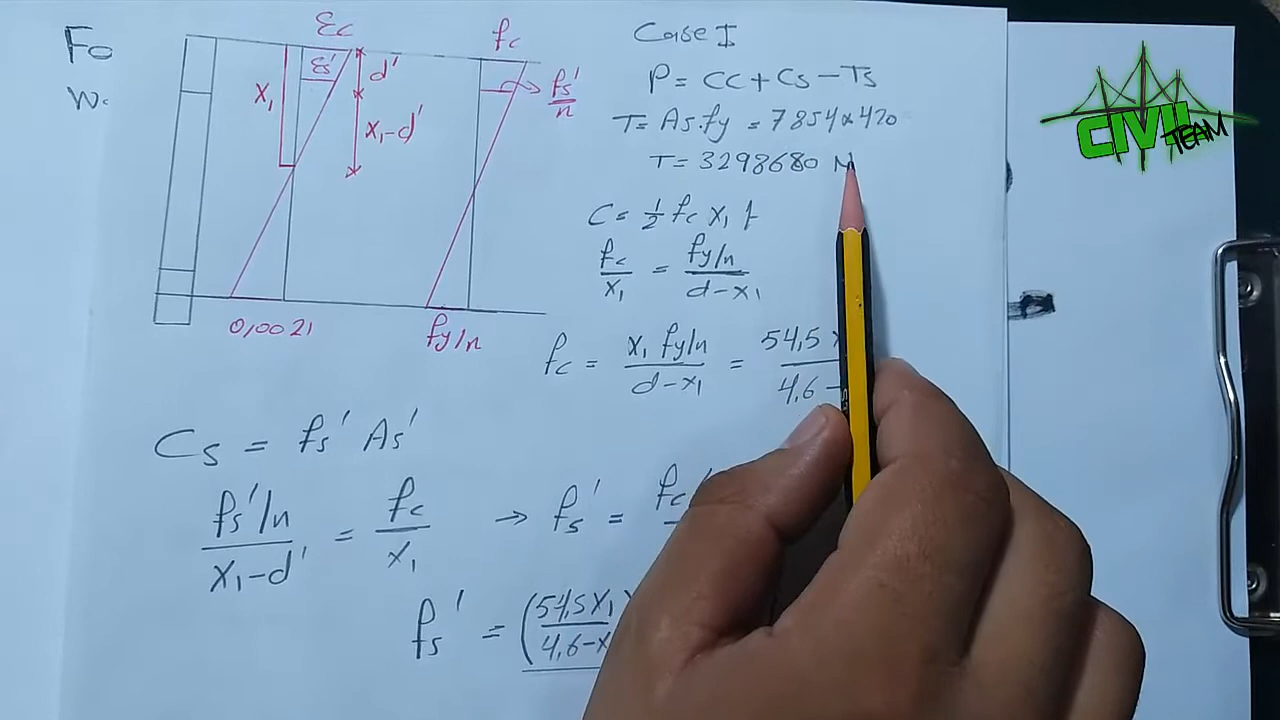 Fo
W.
εc
fc
εs'
d'
X₁
X₁-d'
fs'/n
0,0021
fy/n
Case I
P = Cc + Cs - Ts
T = As.fy = 7854 x 420
T = 3298680 N
C = 1/2 fc X₁ t
fc/X₁ = (fy/n)/(d-X₁)
fc = (X₁ fy/n)/(d-X₁) = 54,5 X / 4,6 -
Cs = fs' As'
(fs'/n)/(X₁-d') = fc/X₁ → fs' = fc
fs' = (54,5X₁ / 4,6-X
CIVIL
TEAM